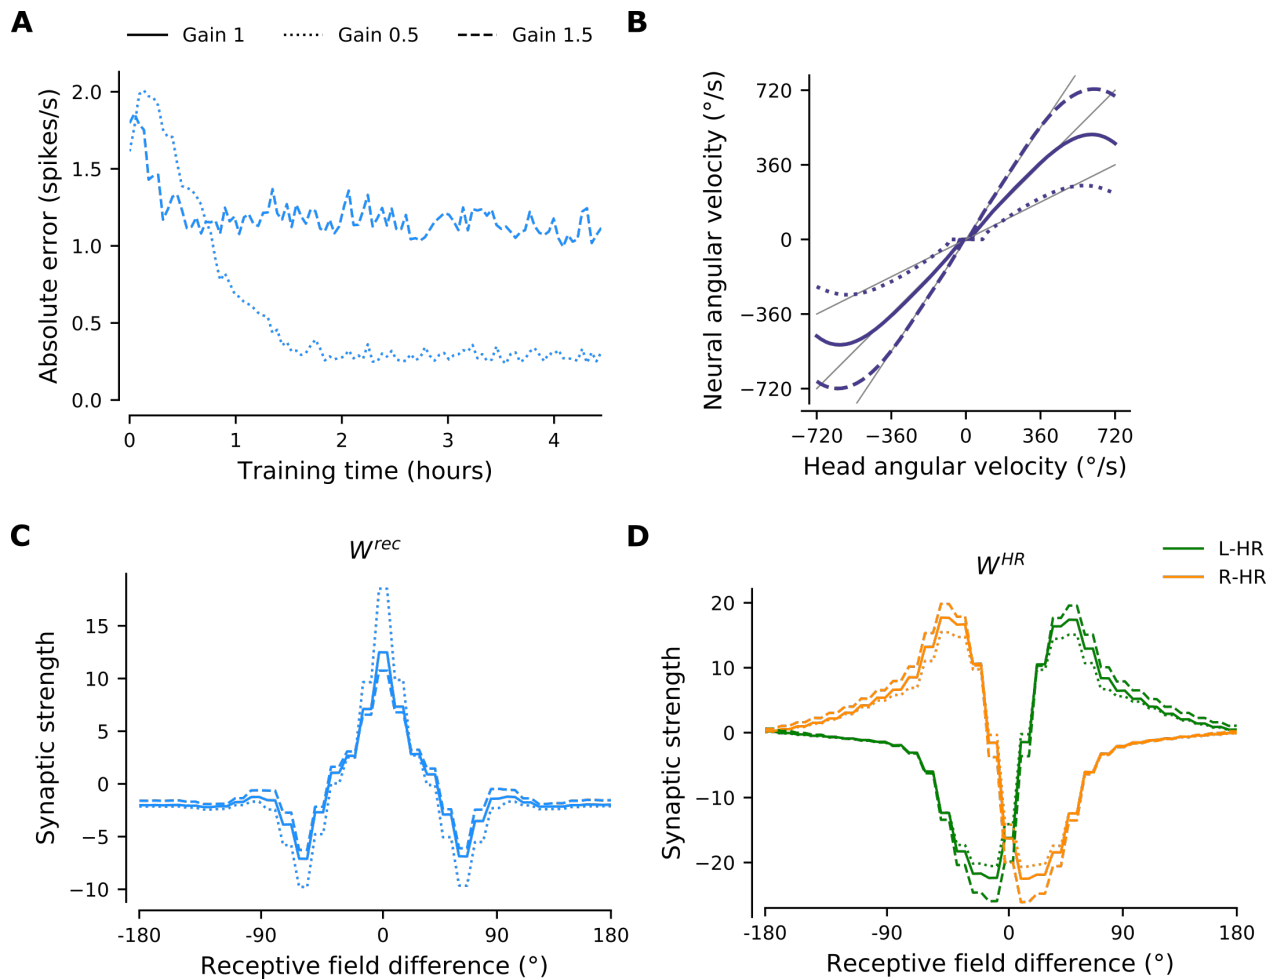 A
Gain 1
Gain 0.5
Gain 1.5
Absolute error (spikes/s)
2.0
1.5
1.0
0.5
0.0
0
1
2
3
4
Training time (hours)
B
Neural angular velocity (°/s)
720
360
0
−360
−720
−720
−360
0
360
720
Head angular velocity (°/s)
C
W^rec
Synaptic strength
15
10
5
0
−5
−10
-180
-90
0
90
180
Receptive field difference (°)
D
W^HR
L-HR
R-HR
Synaptic strength
20
10
0
−10
−20
-180
-90
0
90
180
Receptive field difference (°)